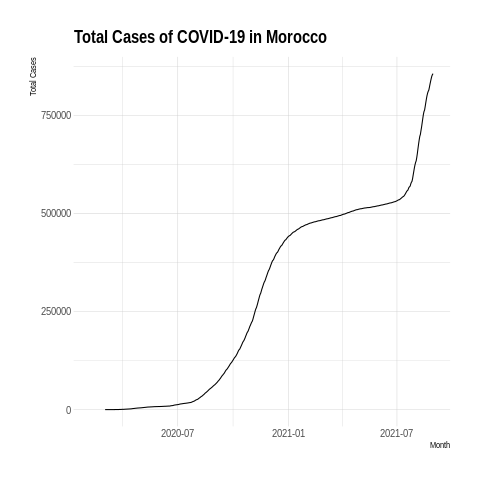 Total Cases of COVID-19 in Morocco
Total Cases
750000
500000
250000
0
2020-07 2021-01 2021-07
Month